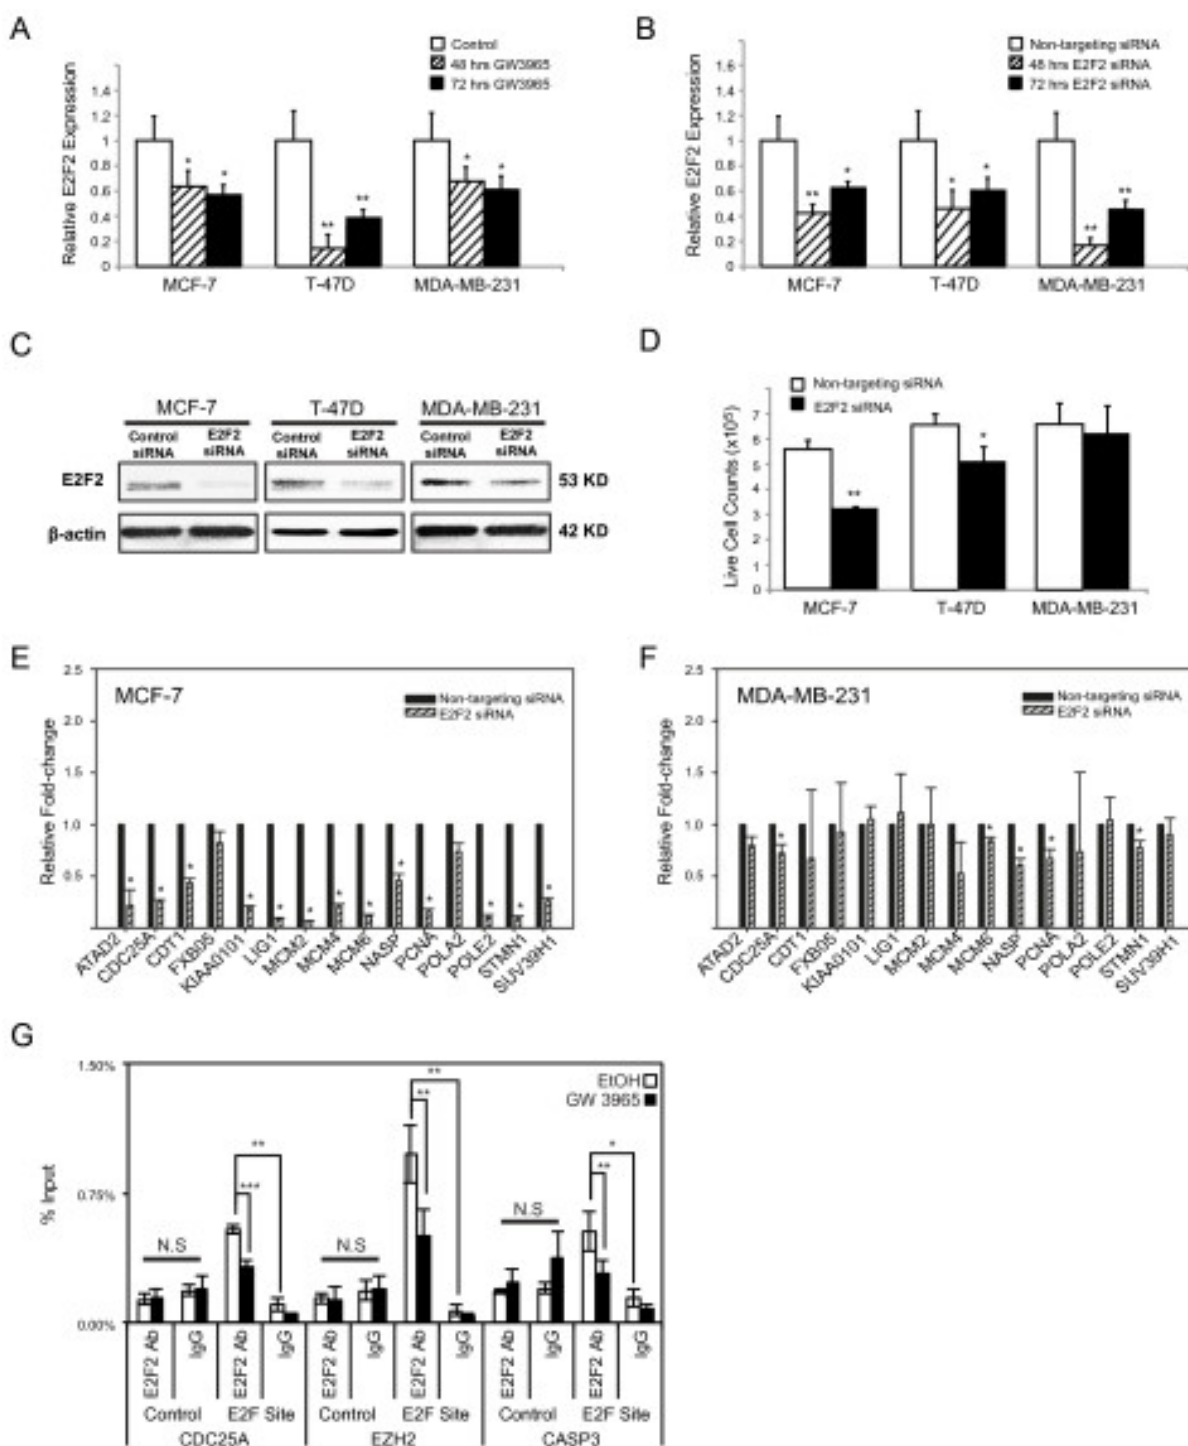 A
Control
48 hrs GW3965
72 hrs GW3965
Relative E2F2 Expression
1.6
1.4
1.2
1
0.8
0.6
0.4
0.2
0
* * ** ** * *
MCF-7 T-47D MDA-MB-231
B
Non-targeting siRNA
48 hrs E2F2 siRNA
72 hrs E2F2 siRNA
Relative E2F2 Expression
1.6
1.4
1.2
1
0.8
0.6
0.4
0.2
0
** * * * ** **
MCF-7 T-47D MDA-MB-231
C
MCF-7 T-47D MDA-MB-231
Control siRNA E2F2 siRNA Control siRNA E2F2 siRNA Control siRNA E2F2 siRNA
E2F2 53 KD
β-actin 42 KD
D
Non-targeting siRNA
E2F2 siRNA
Live Cell Counts (x10⁵)
7
6
5
4
3
2
1
0
** *
MCF-7 T-47D MDA-MB-231
E
MCF-7
Non-targeting siRNA
E2F2 siRNA
Relative Fold-change
2.5
2.0
1.5
1.0
0.5
* * * * * * * * * * * * *
ATAD2 CDC25A CDT1 FXB05 KIAA0101 LIG1 MCM2 MCM4 MCM6 NASP PCNA POLA2 POLE2 STMN1 SUV39H1
F
MDA-MB-231
Non-targeting siRNA
E2F2 siRNA
Relative Fold-change
2.5
2.0
1.5
1.0
0.5
* * * * *
ATAD2 CDC25A CDT1 FXB05 KIAA0101 LIG1 MCM2 MCM4 MCM6 NASP PCNA POLA2 POLE2 STMN1 SUV39H1
G
EtOH
GW 3965
% Input
1.50%
0.75%
0.00%
N.S ** *** N.S ** ** N.S * **
E2F2 Ab IgG E2F2 Ab IgG E2F2 Ab IgG E2F2 Ab IgG E2F2 Ab IgG E2F2 Ab IgG
Control E2F Site Control E2F Site Control E2F Site
CDC25A EZH2 CASP3